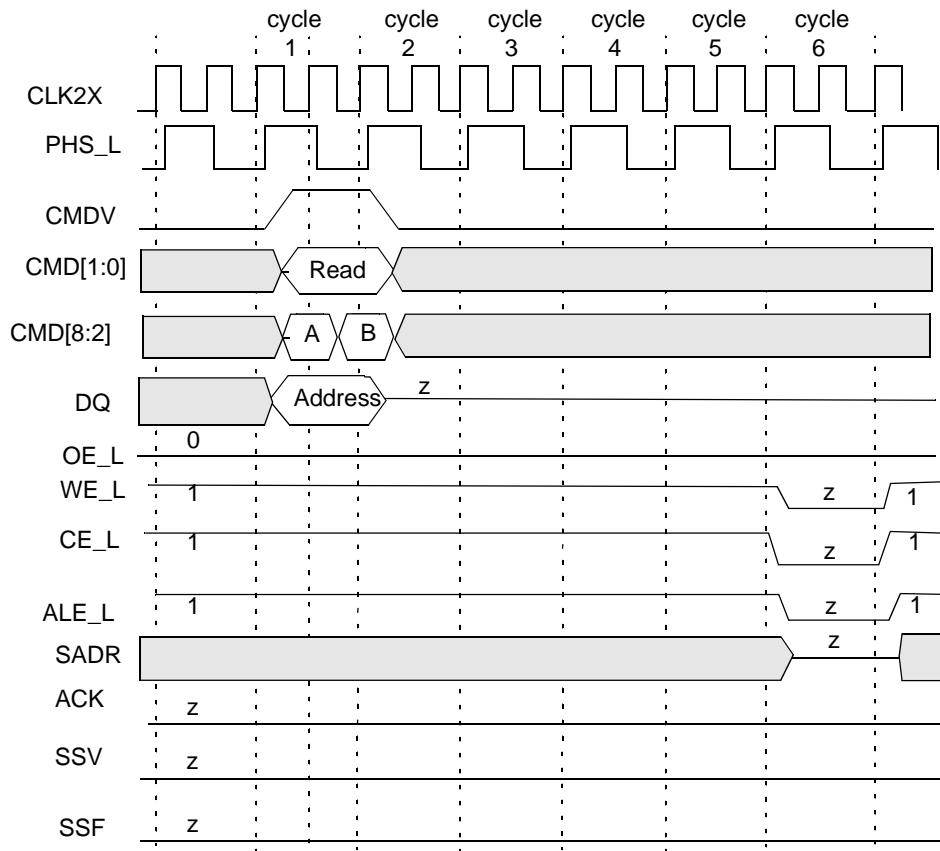 cycle cycle cycle cycle cycle cycle
1 2 3 4 5 6
CLK2X
PHS_L
CMDV
CMD[1:0] Read
CMD[8:2] A B
DQ Address z
0
OE_L
WE_L 1 z 1
CE_L 1 z 1
ALE_L 1 z 1
SADR z
ACK z
SSV z
SSF z